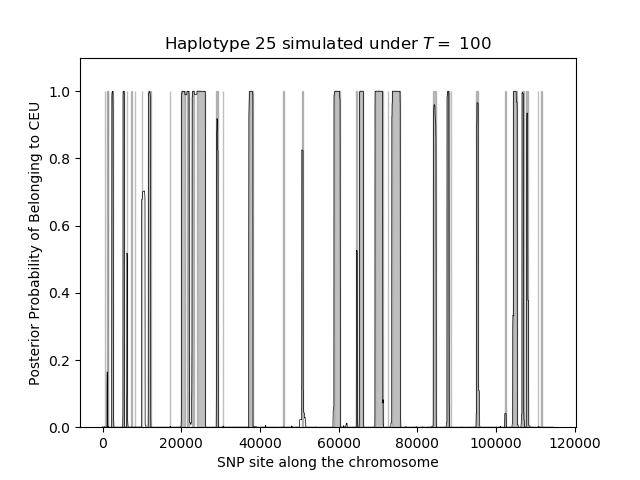 Haplotype 25 simulated under T = 100
Posterior Probability of Belonging to CEU
1.0
0.8
0.6
0.4
0.2
0.0
0 20000 40000 60000 80000 100000 120000
SNP site along the chromosome